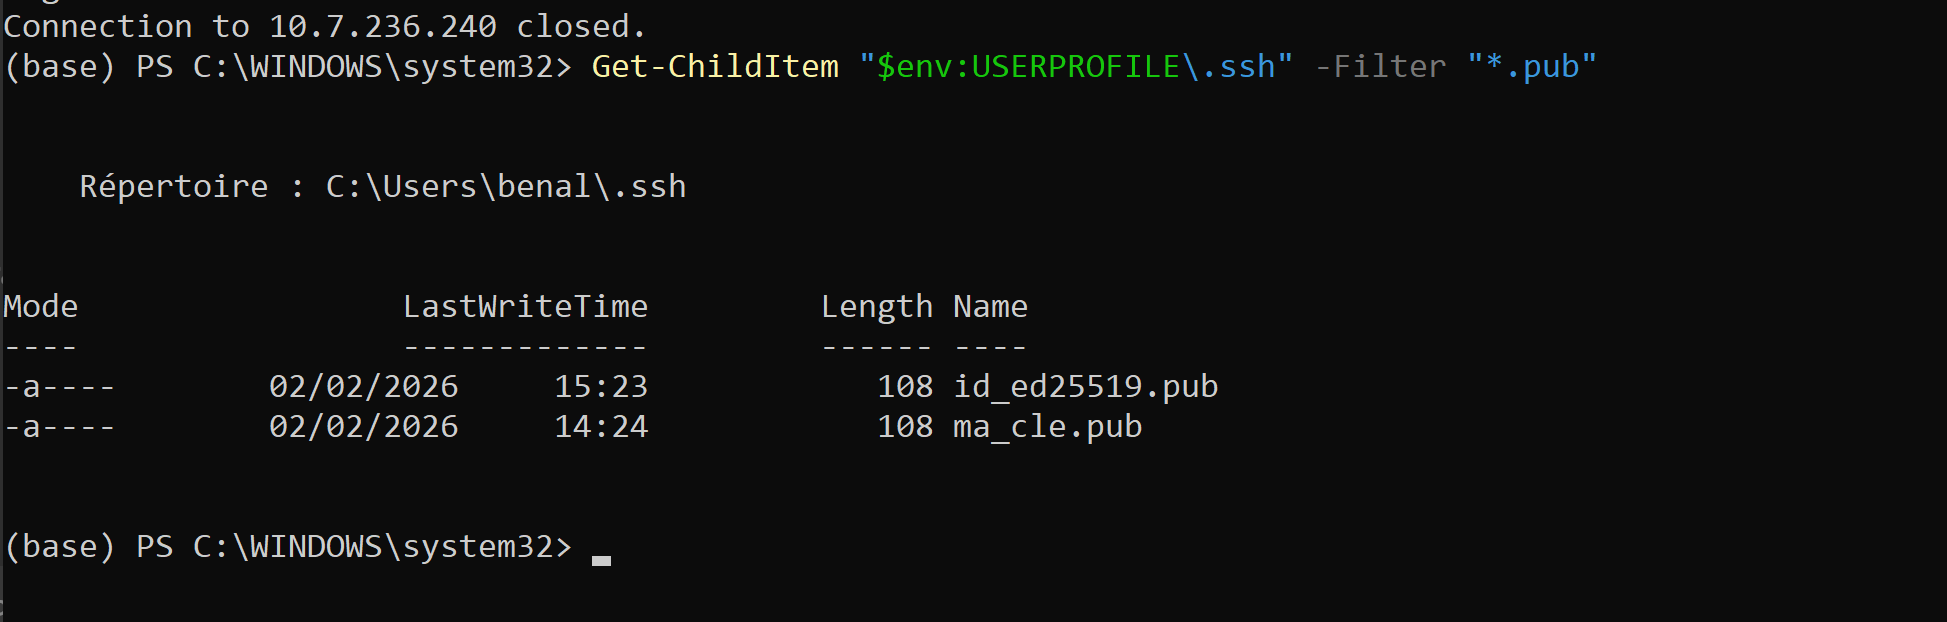 Connection to 10.7.236.240 closed.
(base) PS C:\WINDOWS\system32> Get-ChildItem "$env:USERPROFILE\.ssh" -Filter "*.pub"
Répertoire : C:\Users\benal\.ssh
Mode LastWriteTime Length Name
---- ------------- ------ ----
-a---- 02/02/2026 15:23 108 id_ed25519.pub
-a---- 02/02/2026 14:24 108 ma_cle.pub
(base) PS C:\WINDOWS\system32>